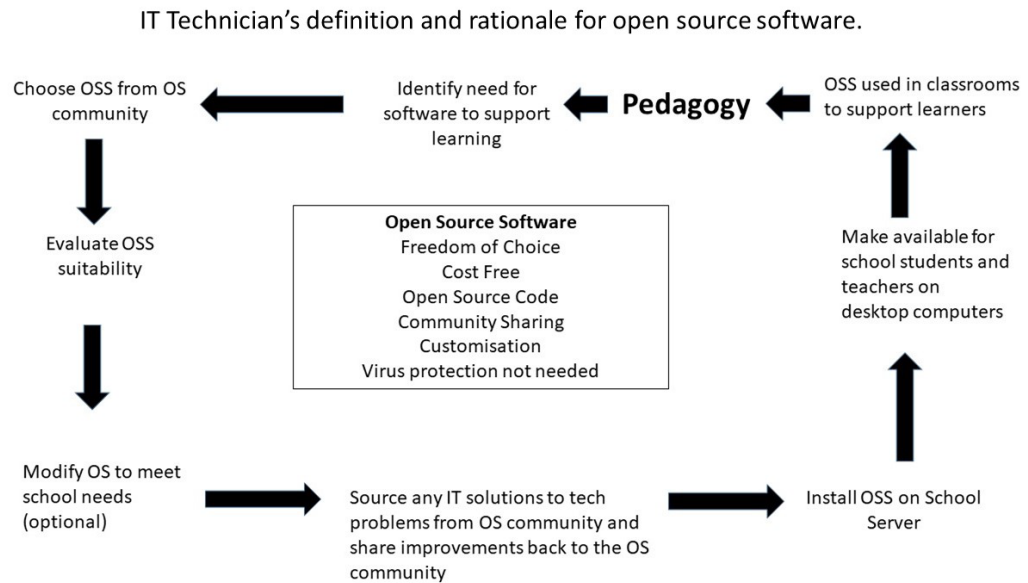 IT Technician’s definition and rationale for open source software.
Choose OSS from OS
community
Identify need for
software to support
learning
Pedagogy
OSS used in classrooms
to support learners
Evaluate OSS
suitability
Open Source Software
Freedom of Choice
Cost Free
Open Source Code
Community Sharing
Customisation
Virus protection not needed
Make available for
school students and
teachers on
desktop computers
Modify OS to meet
school needs
(optional)
Source any IT solutions to tech
problems from OS community and
share improvements back to the OS
community
Install OSS on School
Server